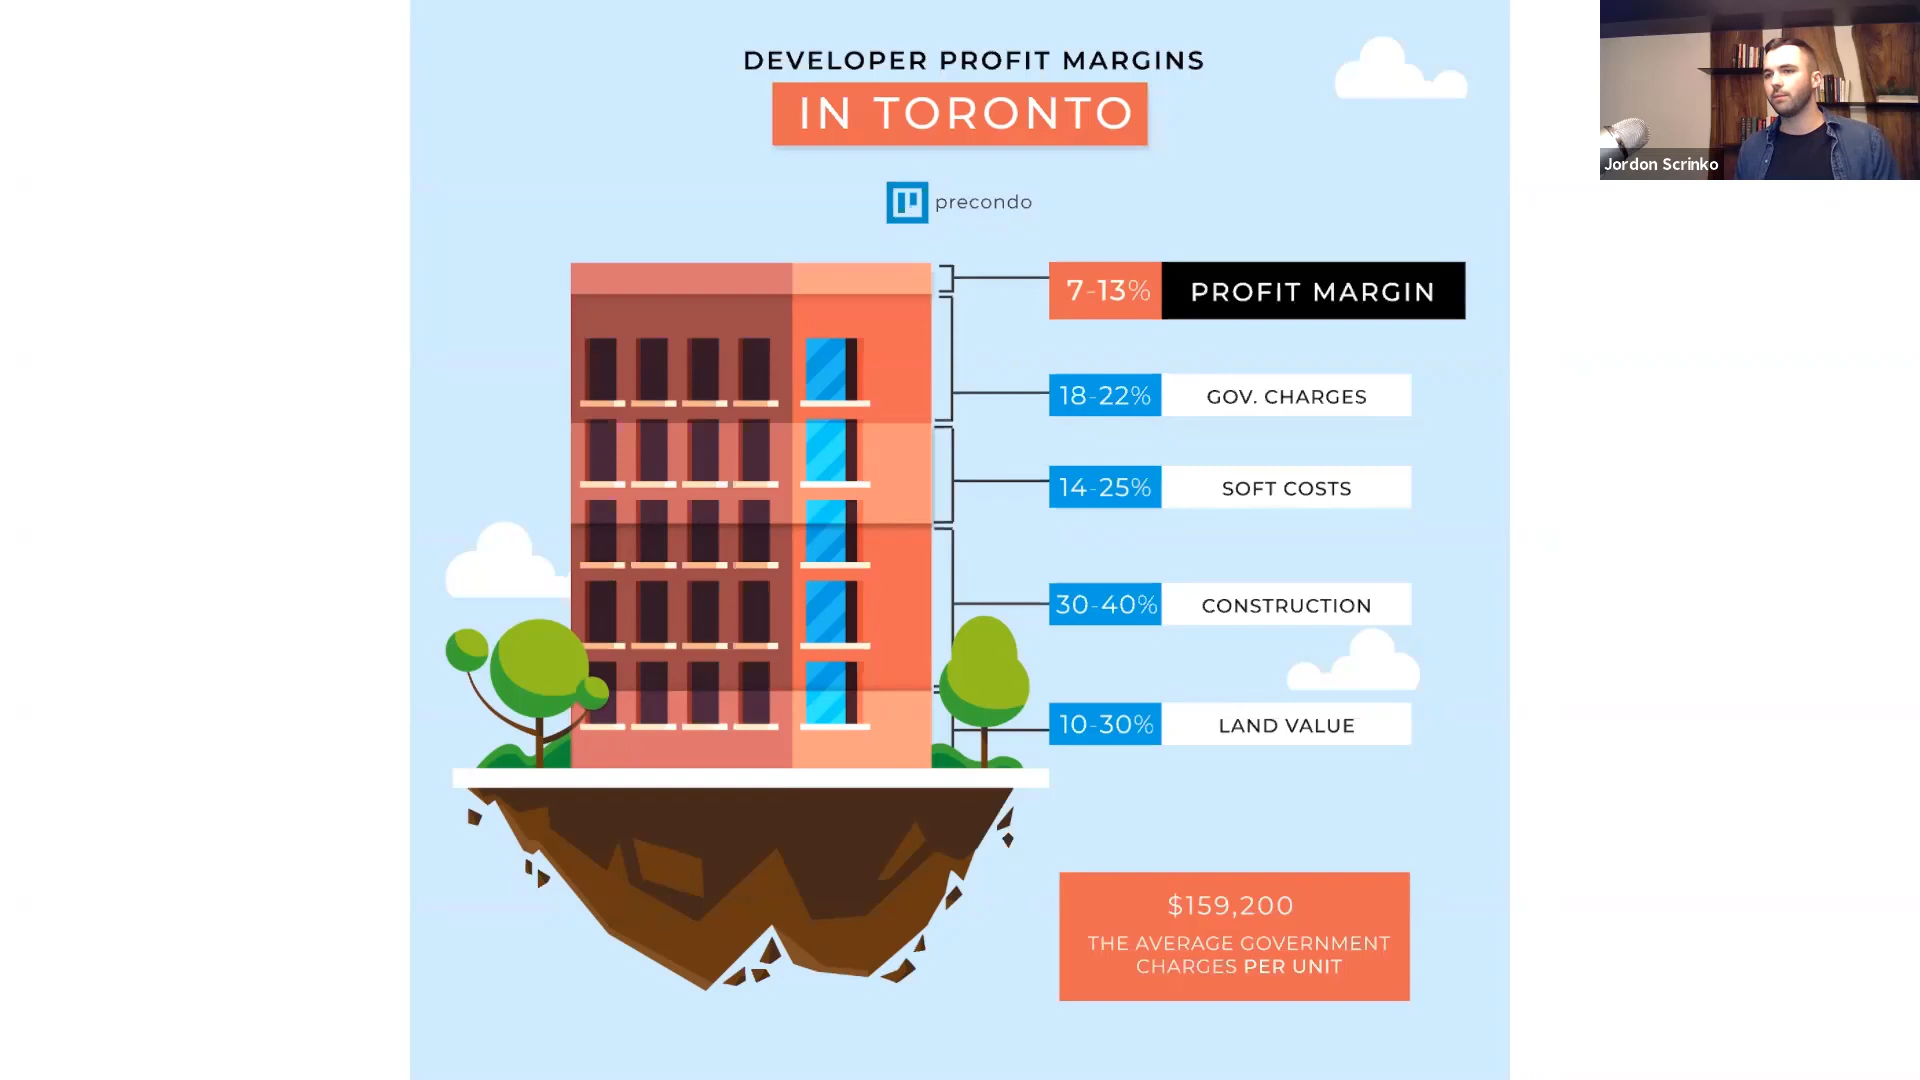 DEVELOPER PROFIT MARGINS
IN TORONTO
precondo
7-13% PROFIT MARGIN
18-22% GOV. CHARGES
14-25% SOFT COSTS
30-40% CONSTRUCTION
10-30% LAND VALUE
$159,200
THE AVERAGE GOVERNMENT
CHARGES PER UNIT
Jordon Scrinko